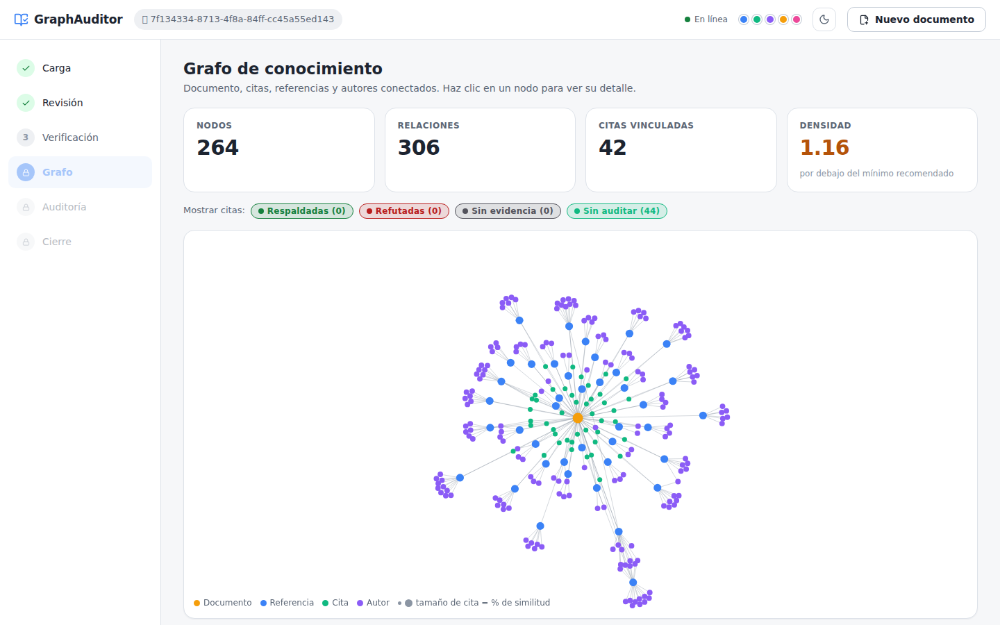 GraphAuditor
7f134334-8713-4f8a-84ff-cc45a55ed143
En línea
Nuevo documento
Carga
Revisión
3 Verificación
Grafo
Auditoría
Cierre
Grafo de conocimiento
Documento, citas, referencias y autores conectados. Haz clic en un nodo para ver su detalle.
NODOS
264
RELACIONES
306
CITAS VINCULADAS
42
DENSIDAD
1.16
por debajo del mínimo recomendado
Mostrar citas: Respaldadas (0) Refutadas (0) Sin evidencia (0) Sin auditar (44)
Documento Referencia Cita Autor tamaño de cita = % de similitud